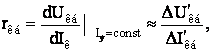 r_êá = dU_êá / dI_ê | I_y=const ≈ ΔU′_êá / ΔI′_êá,